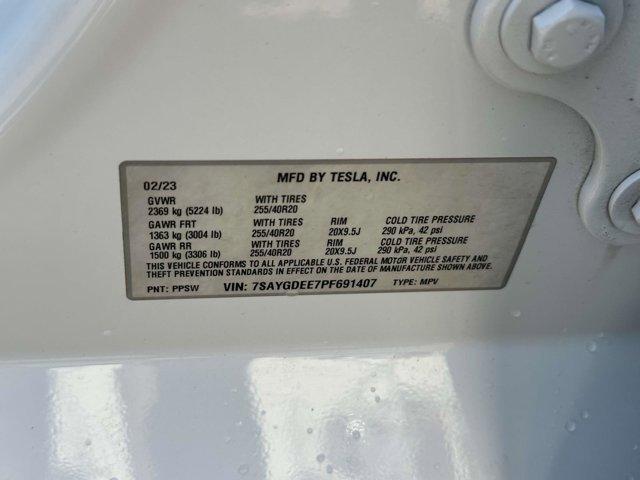 02/23 MFD BY TESLA, INC.
GVWR WITH TIRES
2369 kg (5224 lb) 255/40R20
GAWR FRT WITH TIRES RIM COLD TIRE PRESSURE
1363 kg (3004 lb) 255/40R20 20X9.5J 290 kPa, 42 psi
GAWR RR WITH TIRES RIM COLD TIRE PRESSURE
1500 kg (3306 lb) 255/40R20 20X9.5J 290 kPa, 42 psi
THIS VEHICLE CONFORMS TO ALL APPLICABLE U.S. FEDERAL MOTOR VEHICLE SAFETY AND
THEFT PREVENTION STANDARDS IN EFFECT ON THE DATE OF MANUFACTURE SHOWN ABOVE.
PNT: PPSW VIN: 7SAYGDEE7PF691407 TYPE: MPV